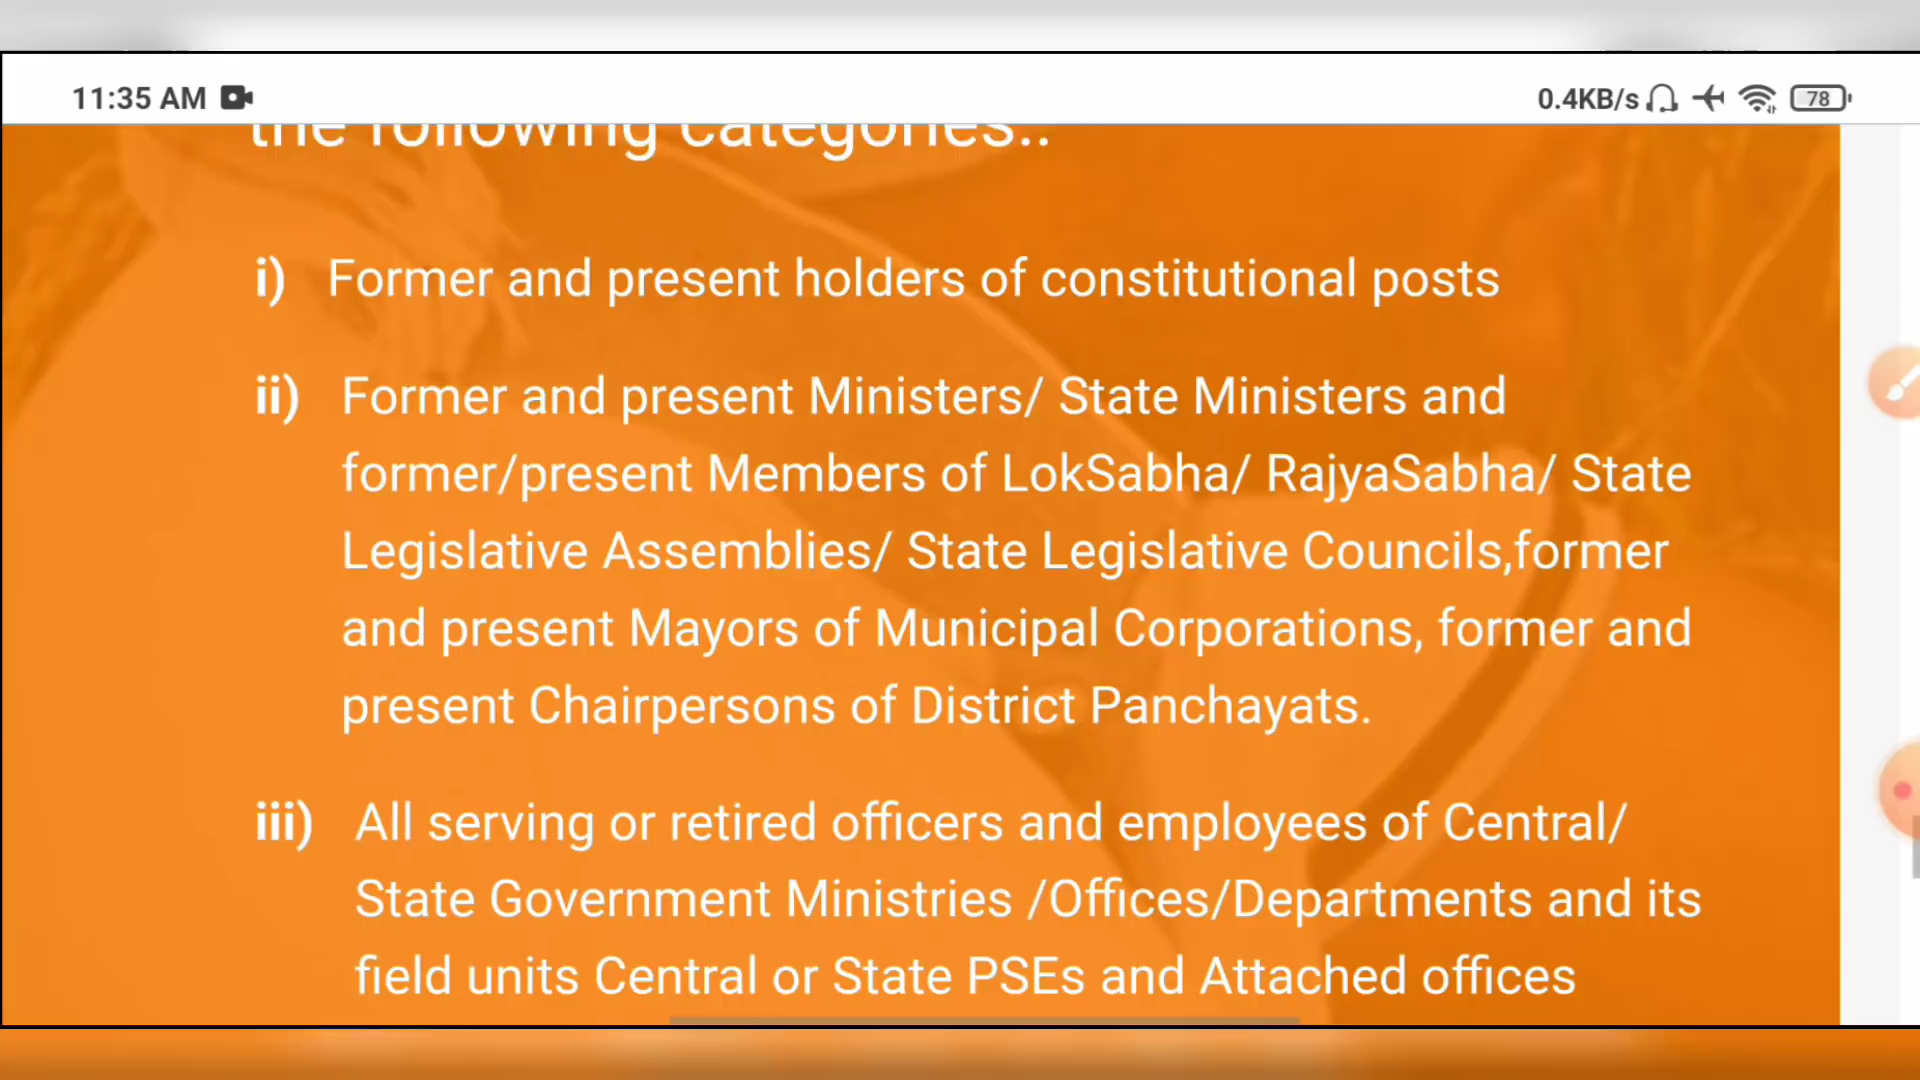 11:35 AM
0.4KB/s
78
the following categories..
i) Former and present holders of constitutional posts
ii) Former and present Ministers/ State Ministers and
former/present Members of LokSabha/ RajyaSabha/ State
Legislative Assemblies/ State Legislative Councils,former
and present Mayors of Municipal Corporations, former and
present Chairpersons of District Panchayats.
iii) All serving or retired officers and employees of Central/
State Government Ministries /Offices/Departments and its
field units Central or State PSEs and Attached offices